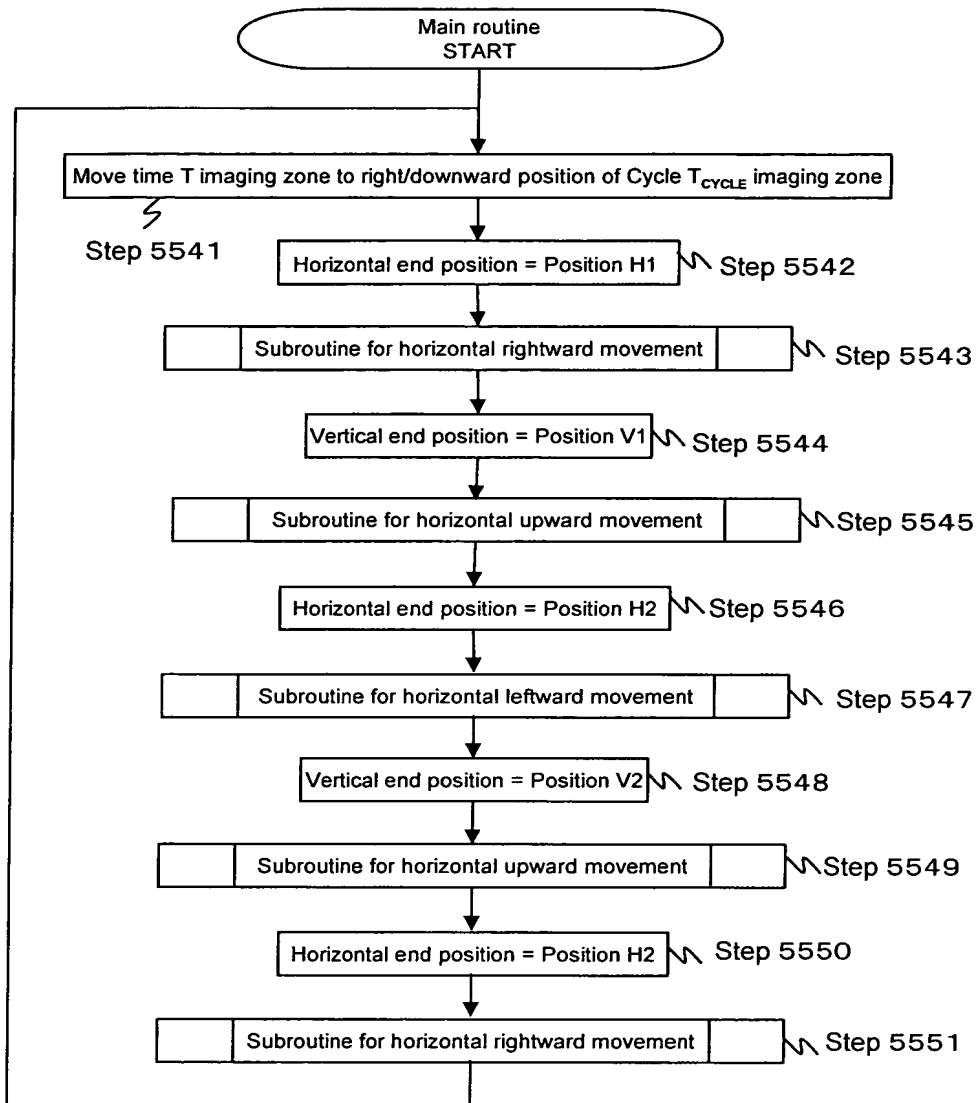 Main routine
START
Move time T imaging zone to right/downward position of Cycle TCYCLE imaging zone
Step 5541
Horizontal end position = Position H1
Step 5542
Subroutine for horizontal rightward movement
Step 5543
Vertical end position = Position V1
Step 5544
Subroutine for horizontal upward movement
Step 5545
Horizontal end position = Position H2
Step 5546
Subroutine for horizontal leftward movement
Step 5547
Vertical end position = Position V2
Step 5548
Subroutine for horizontal upward movement
Step 5549
Horizontal end position = Position H2
Step 5550
Subroutine for horizontal rightward movement
Step 5551